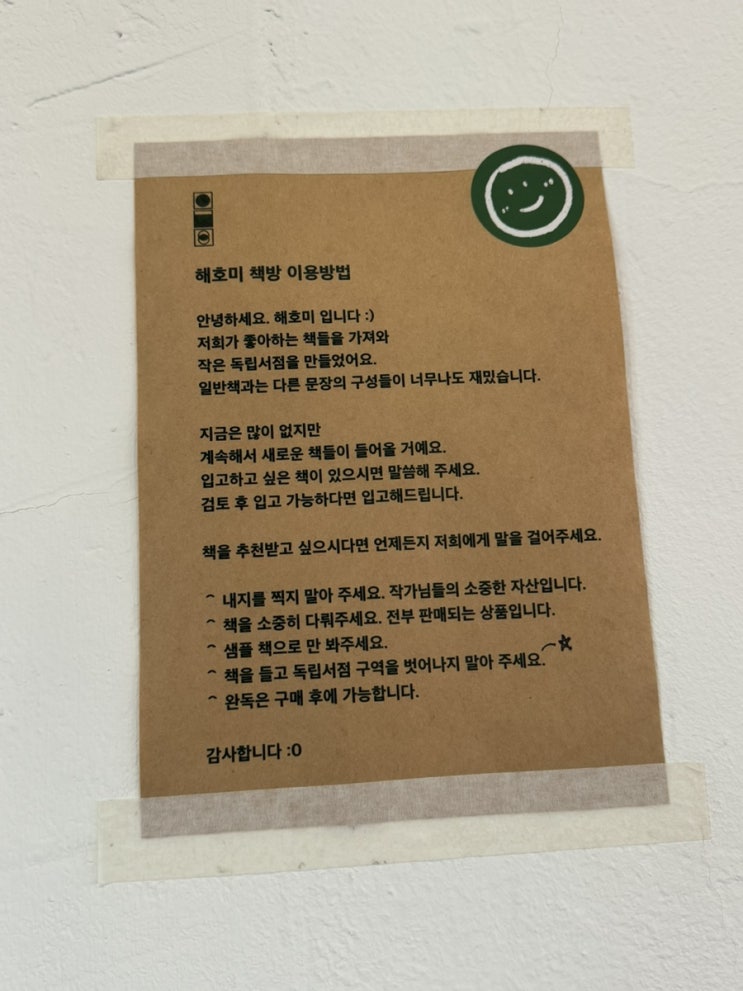 해호미 책방 이용방법
안녕하세요. 해호미 입니다 :)
저희가 좋아하는 책들을 가져와
작은 독립서점을 만들었어요.
일반책과는 다른 문장의 구성들이 너무나도 재밌습니다.
지금은 많이 없지만
계속해서 새로운 책들이 들어올 거예요.
입고하고 싶은 책이 있으시면 말씀해 주세요.
검토 후 입고 가능하다면 입고해드립니다.
책을 추천받고 싶으시다면 언제든지 저희에게 말을 걸어주세요.
내지를 찍지 말아 주세요. 작가님들의 소중한 자산입니다.
책을 소중히 다뤄주세요. 전부 판매되는 상품입니다.
샘플 책으로 만 봐주세요.
책을 들고 독립서점 구역을 벗어나지 말아 주세요.
완독은 구매 후에 가능합니다.
감사합니다 :0